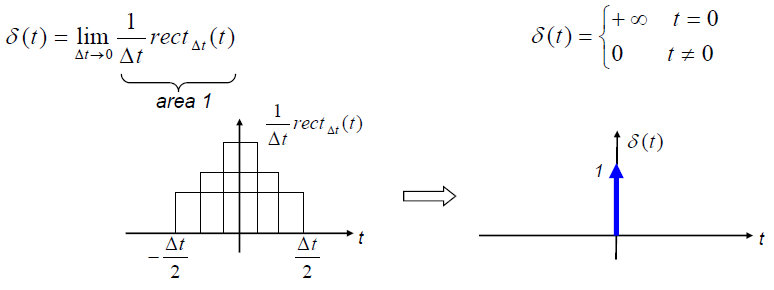 δ(t) = lim_{Δt→0} 1/Δt rect_{Δt}(t)
area 1
δ(t) = { +∞ t = 0
0 t ≠ 0
1/Δt rect_{Δt}(t)
−Δt/2 Δt/2 t
δ(t)
1
t